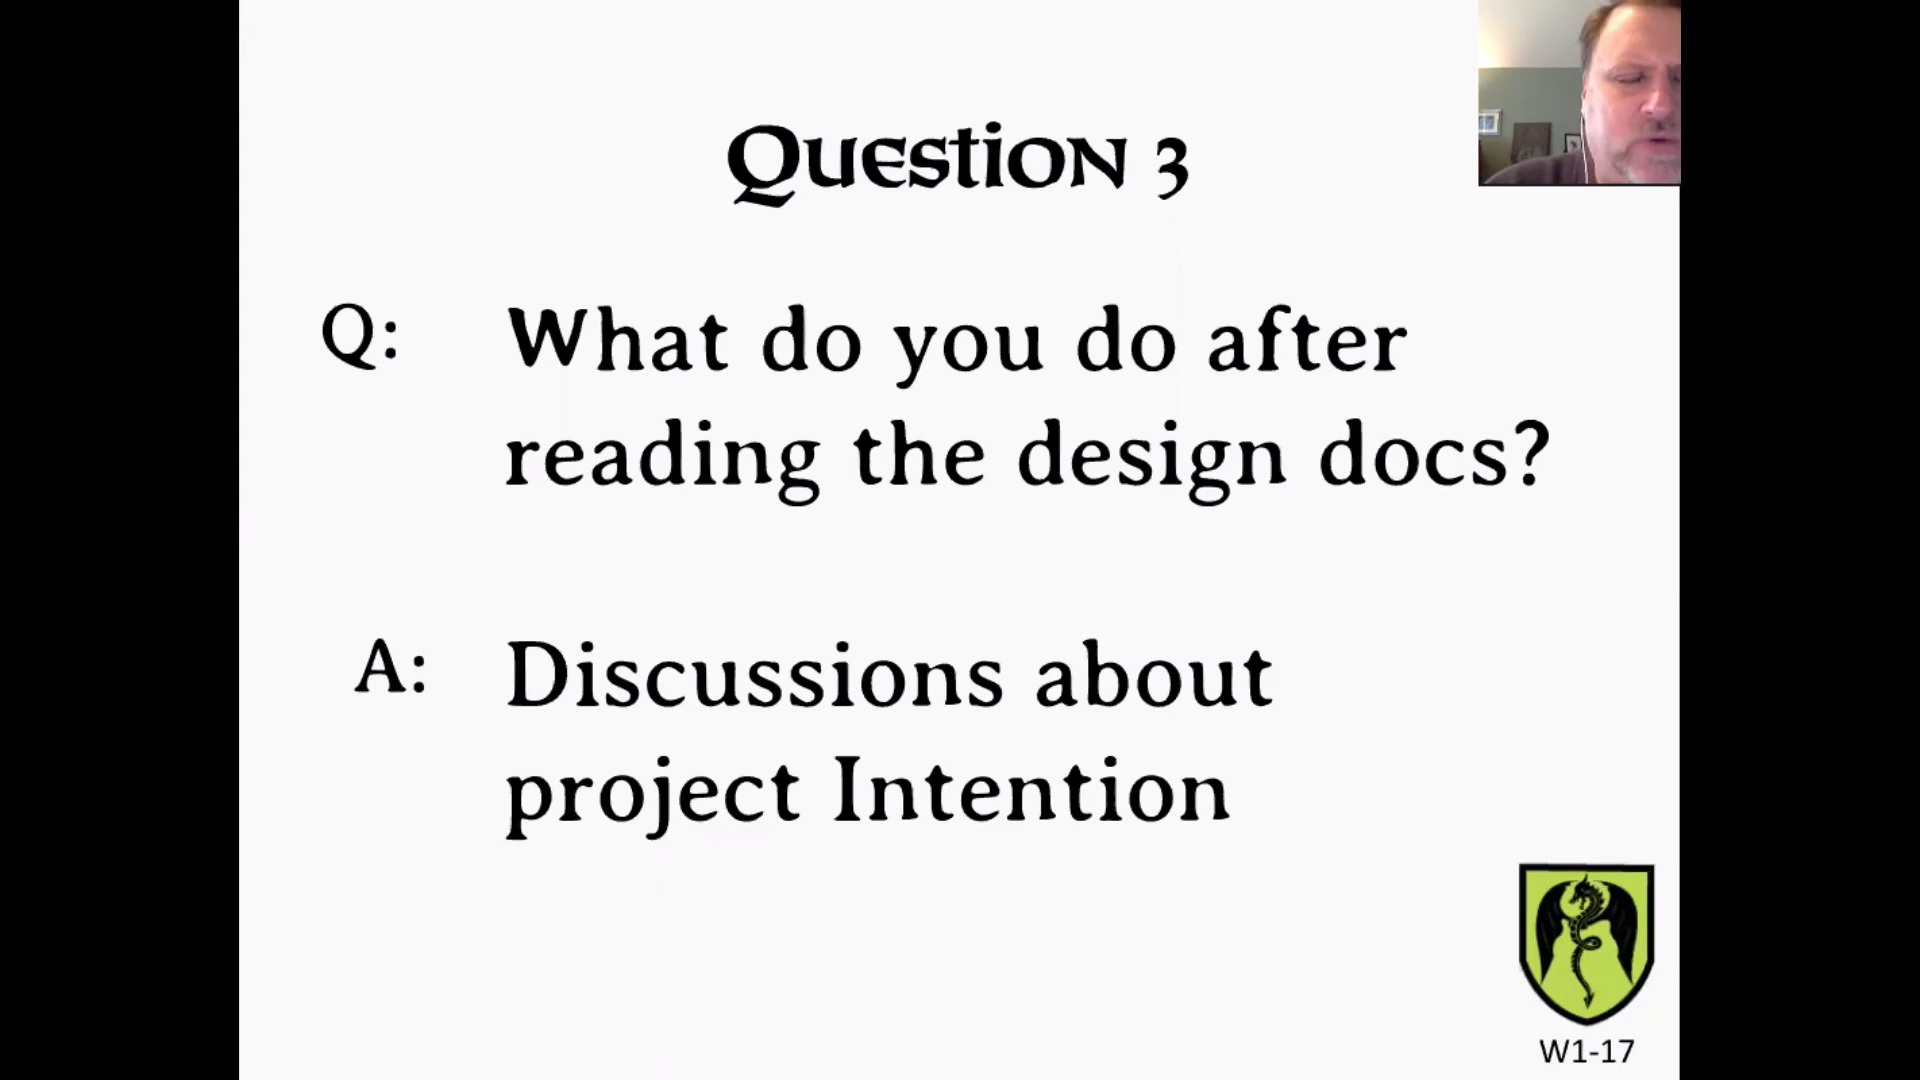 Question 3
Q: What do you do after
reading the design docs?
A: Discussions about
project Intention
W1-17